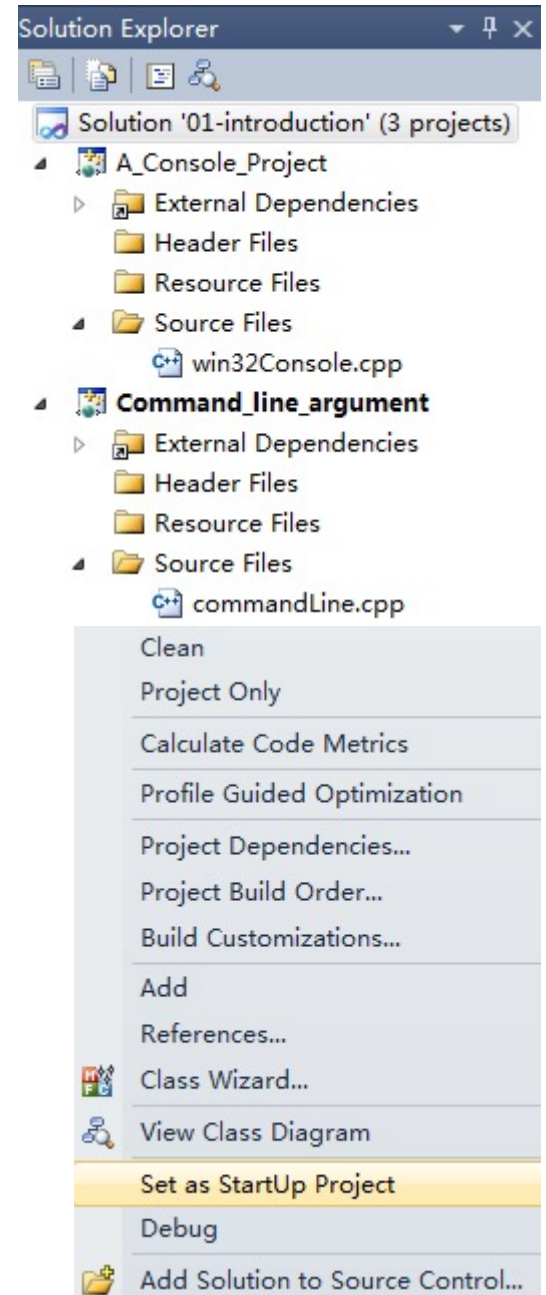 Solution Explorer
Solution '01-introduction' (3 projects)
A_Console_Project
External Dependencies
Header Files
Resource Files
Source Files
win32Console.cpp
Command_line_argument
External Dependencies
Header Files
Resource Files
Source Files
commandLine.cpp
Clean
Project Only
Calculate Code Metrics
Profile Guided Optimization
Project Dependencies...
Project Build Order...
Build Customizations...
Add
References...
Class Wizard...
View Class Diagram
Set as StartUp Project
Debug
Add Solution to Source Control...